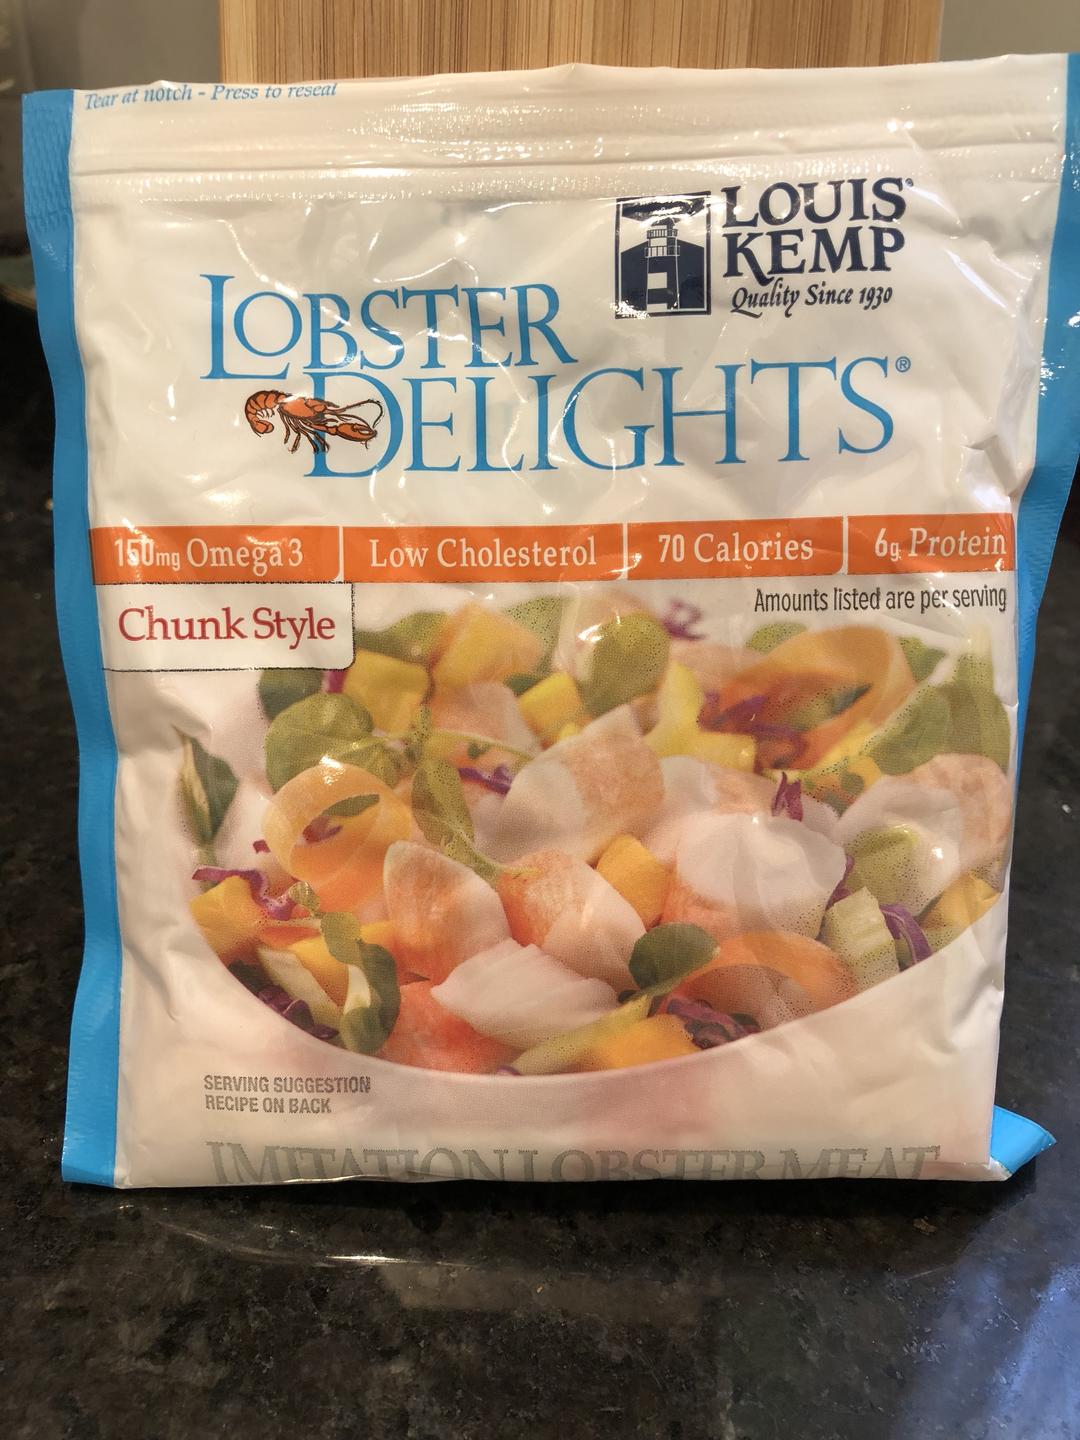 Tear at notch - Press to reseal
LOUIS
KEMP
Quality Since 1930
LOBSTER
DELIGHTS®
150mg Omega 3
Low Cholesterol
70 Calories
6g Protein
Amounts listed are per serving
Chunk Style
SERVING SUGGESTION
RECIPE ON BACK
IMITATION LOBSTER MEAT